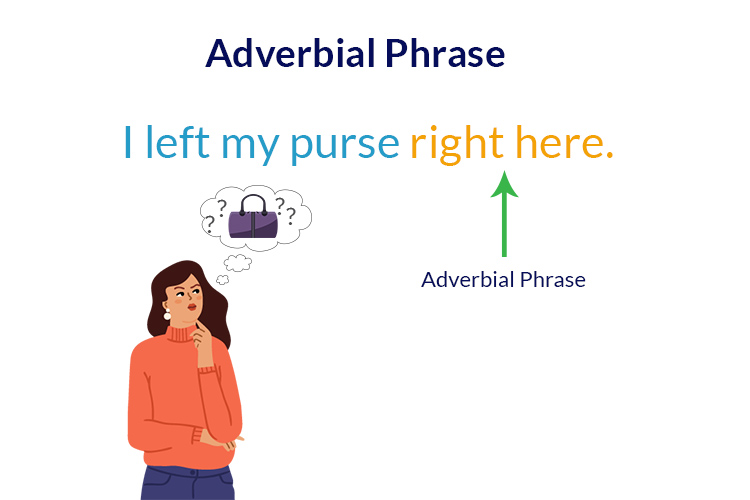 Adverbial Phrase
I left my purse right here.
? ? ? ?
Adverbial Phrase